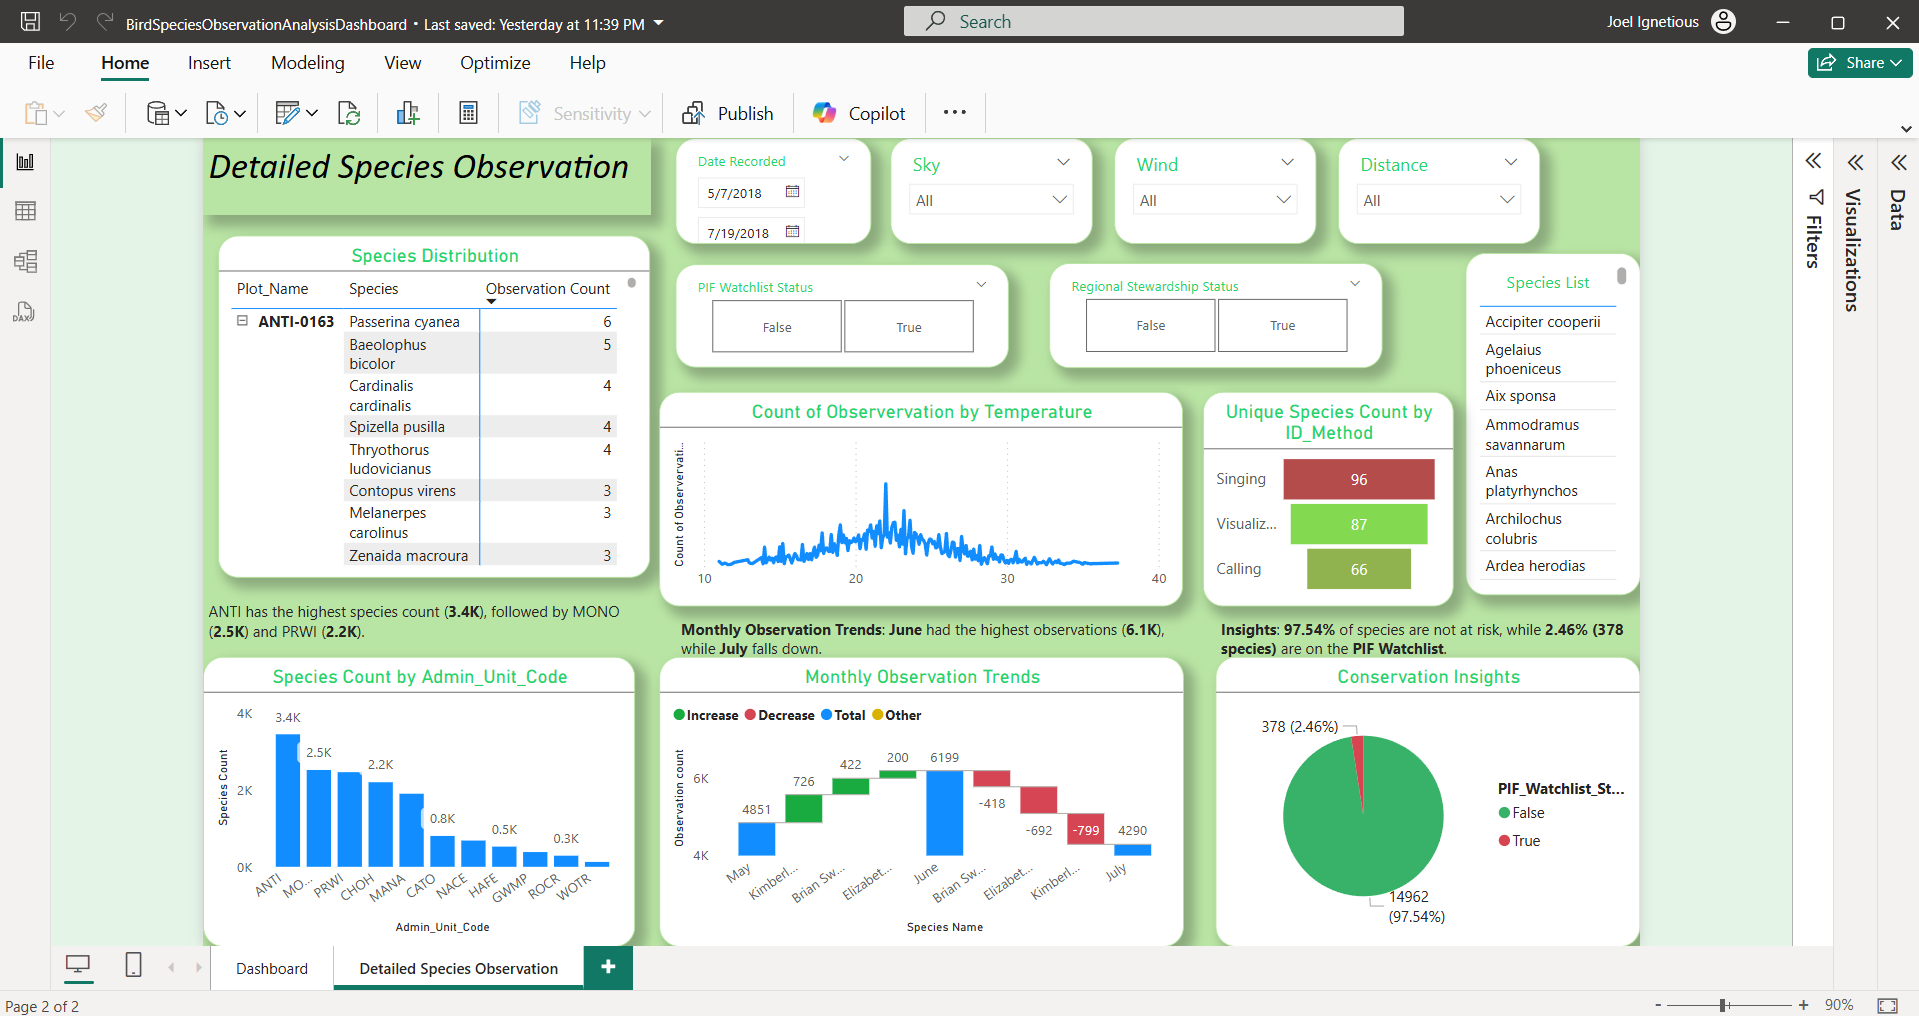 BirdSpeciesObservationAnalysisDashboard • Last saved: Yesterday at 11:39 PM
Search
Joel Ignetious
File
Home
Insert
Modeling
View
Optimize
Help
Share
Sensitivity
Publish
Copilot
Detailed Species Observation
Date Recorded
5/7/2018
7/19/2018
Sky
All
Wind
All
Distance
All
Filters
Visualizations
Data
DAX
PIF Watchlist Status
False
True
Regional Stewardship Status
False
True
Species Distribution
Plot_Name Species Observation Count
ANTI-0163 Passerina cyanea 6
Baeolophus 5
bicolor
Cardinalis 4
cardinalis
Spizella pusilla 4
Thryothorus 4
ludovicianus
Contopus virens 3
Melanerpes 3
carolinus
Zenaida macroura 3
Species List
Accipiter cooperii
Agelaius
phoeniceus
Aix sponsa
Ammodramus
savannarum
Anas
platyrhynchos
Archilochus
colubris
Ardea herodias
Count of Observervation by Temperature
Count of Observati...
10 20 30 40
Unique Species Count by
ID_Method
Singing 96
Visualiz... 87
Calling 66
ANTI has the highest species count (3.4K), followed by MONO
(2.5K) and PRWI (2.2K).
Monthly Observation Trends: June had the highest observations (6.1K),
while July falls down.
Insights: 97.54% of species are not at risk, while 2.46% (378
species) are on the PIF Watchlist.
Species Count by Admin_Unit_Code
Species Count
4K
2K
0K
3.4K
2.5K
2.2K
0.8K
0.5K
0.3K
ANTI MO... PRWI CHOH MANA CATO NACE HAFE GWMP ROCR WOTR
Admin_Unit_Code
Monthly Observation Trends
Increase Decrease Total Other
Observation count
6K
4K
4851
726
422
200
6199
-418
-692
-799
4290
May Kimberl... Brian Sw... Elizabet... June Brian Sw... Elizabet... Kimberl... July
Species Name
Conservation Insights
378 (2.46%)
14962
(97.54%)
PIF_Watchlist_St...
False
True
Dashboard
Detailed Species Observation
+
Page 2 of 2
- + 90%